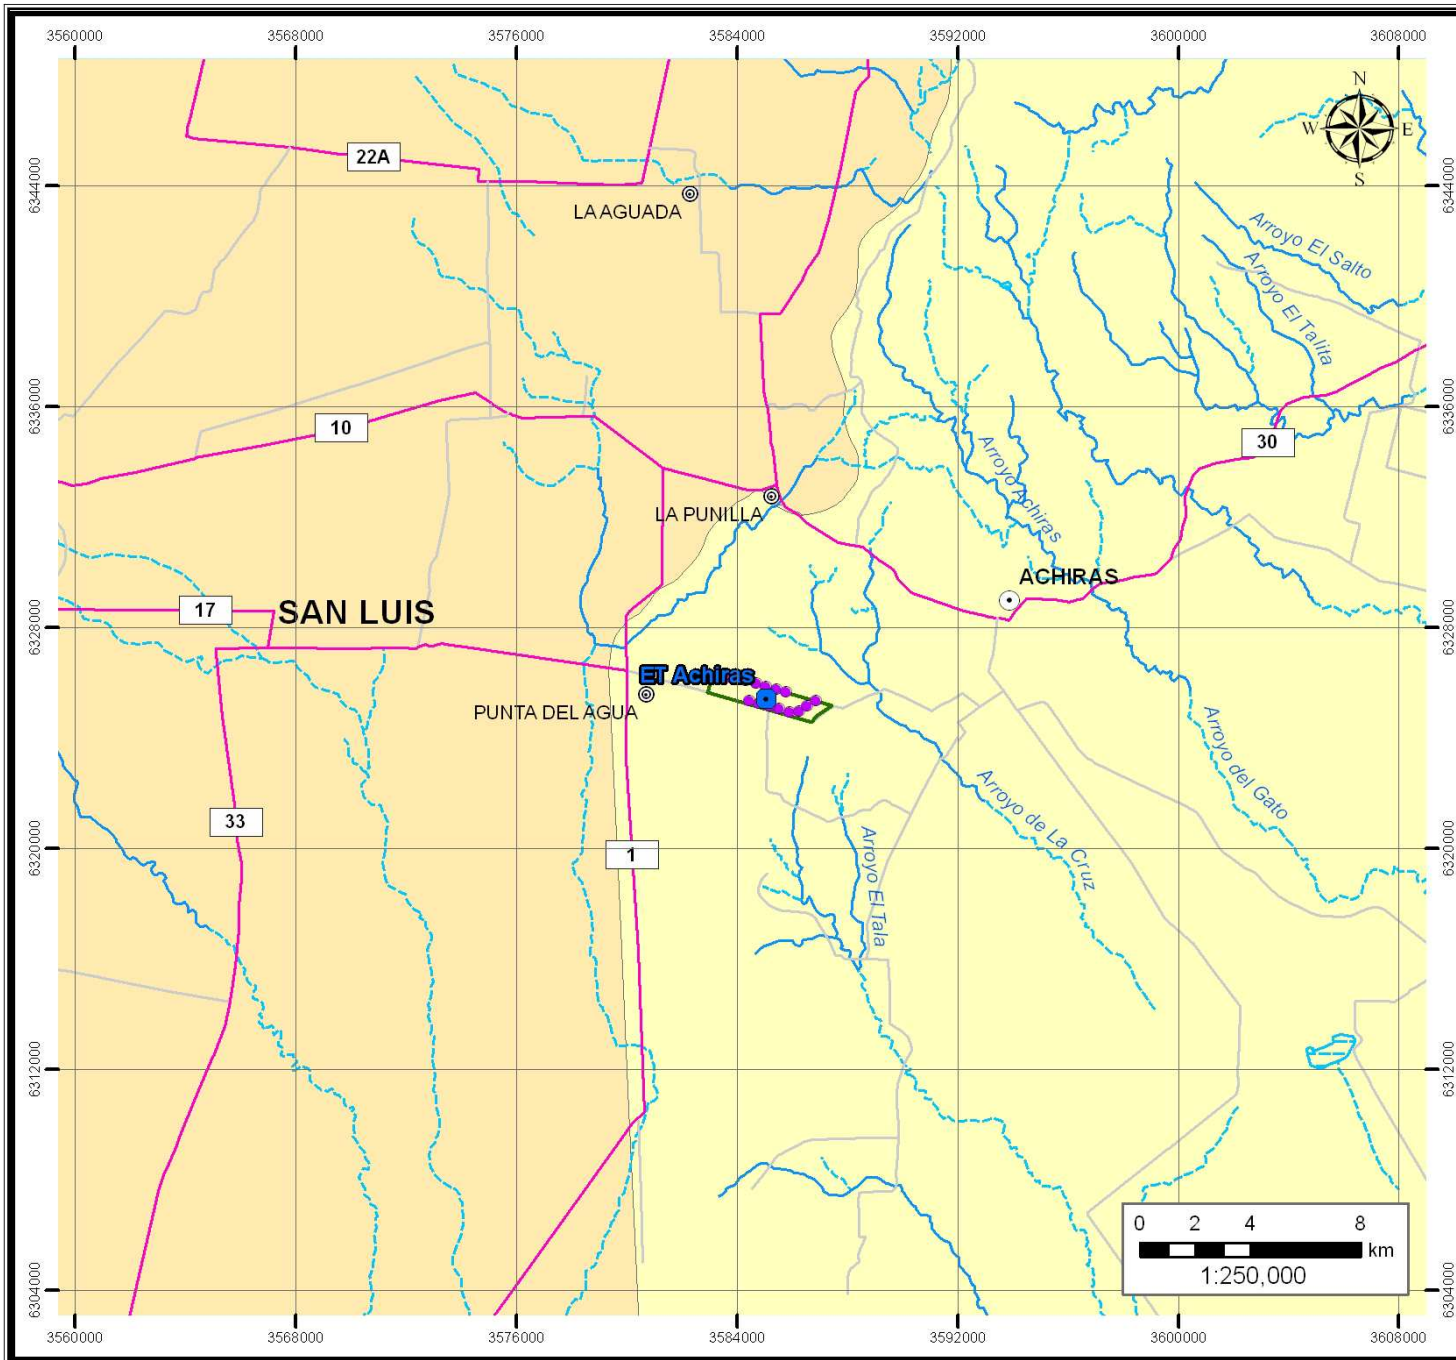 3560000 3568000 3576000 3584000 3592000 3600000 3608000
N
W E
S
22A
6344000 6344000
LA AGUADA
Arroyo El Salto
Arroyo El Talita
6336000 6336000
10
30
Arroyo Achiras
LA PUNILLA
ACHIRAS
17
SAN LUIS
6328000 6328000
ET Achiras
PUNTA DEL AGUA
Arroyo del Gato
Arroyo de La Cruz
33
1
6320000 6320000
Arroyo El Tala
6312000 6312000
0 2 4 8
km
1:250,000
6304000 6304000
3560000 3568000 3576000 3584000 3592000 3600000 3608000